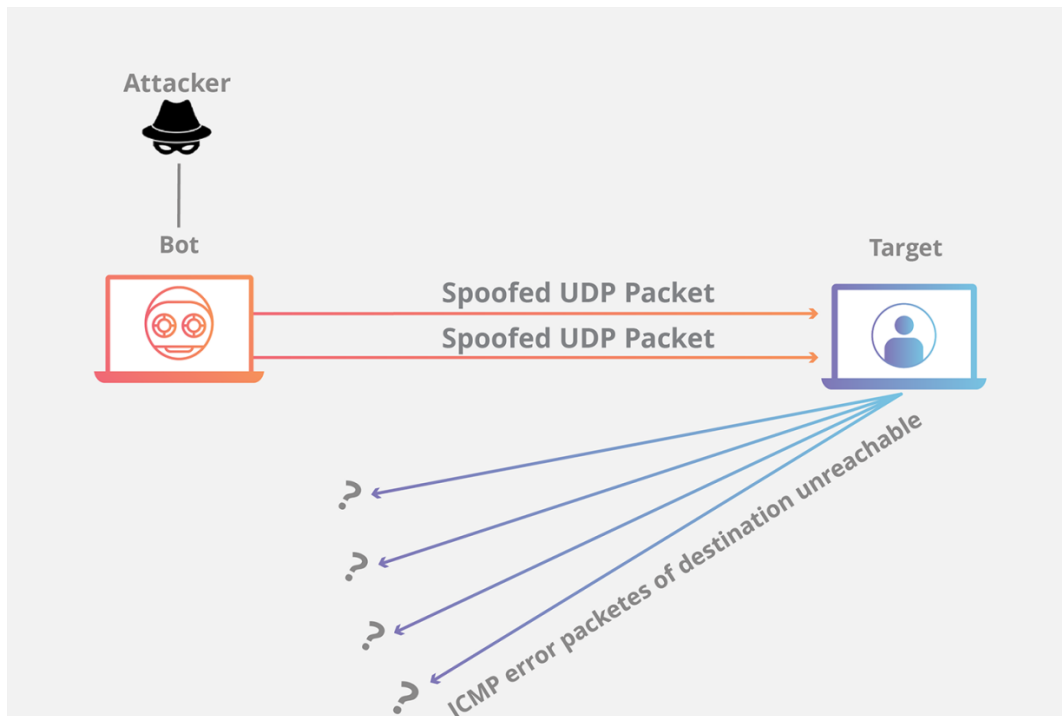 Attacker
Bot
Target
Spoofed UDP Packet
Spoofed UDP Packet
?
?
?
?
ICMP error packetes of destination unreachable